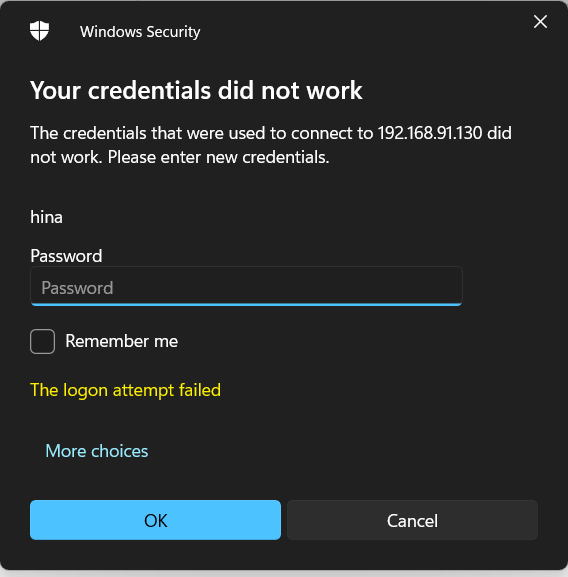 Windows Security
Your credentials did not work
The credentials that were used to connect to 192.168.91.130 did
not work. Please enter new credentials.
hina
Password
Password
Remember me
The logon attempt failed
More choices
OK
Cancel